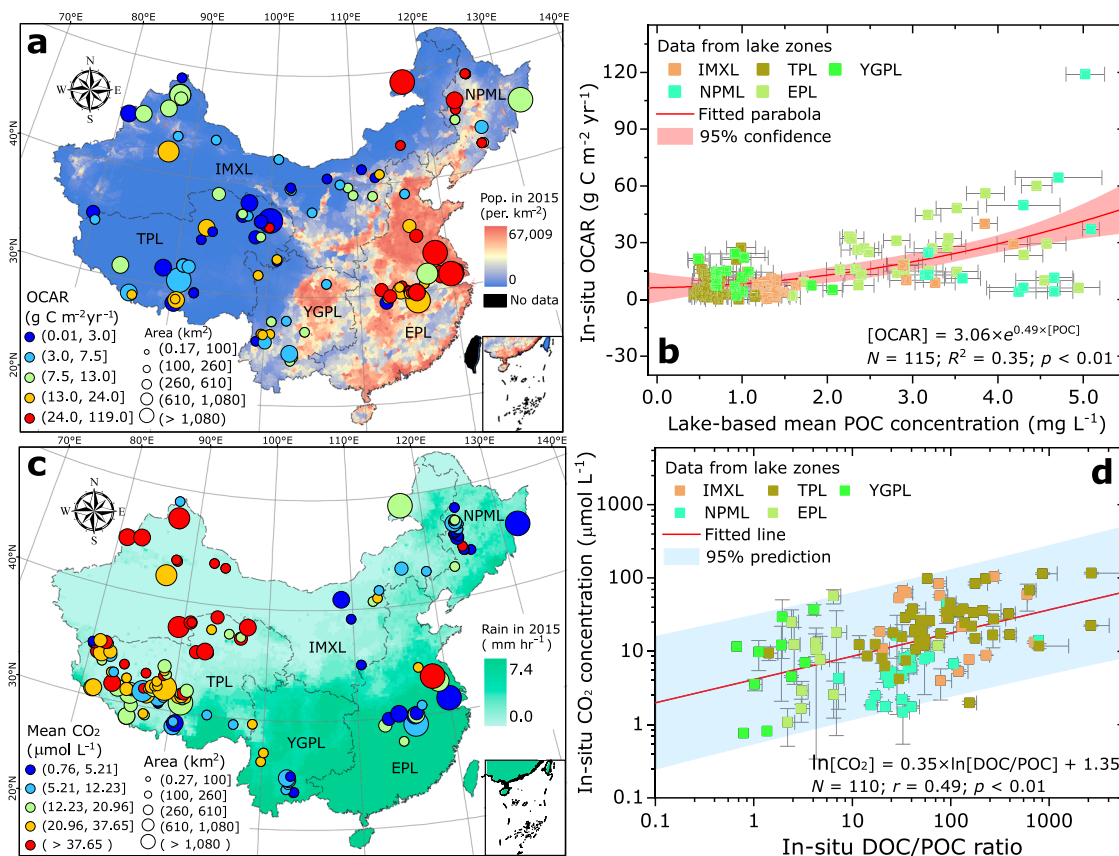 70°E 80°E 90°E 100°E 110°E 120°E 130°E 140°E
a
N
W E
S
40°N
30°N
20°N
NPML
IMXL
TPL
YGPL
EPL
Pop. in 2015
(per. km²)
67,009
0
No data
OCAR
(g C m⁻²yr⁻¹)
(0.01, 3.0]
(3.0, 7.5]
(7.5, 13.0]
(13.0, 24.0]
(24.0, 119.0]
Area (km²)
(0.17, 100]
(100, 260]
(260, 610]
(610, 1,080]
(> 1,080)
70°E 80°E 90°E 100°E 110°E 120°E 130°E
b
In-situ OCAR (g C m⁻² yr⁻¹)
120
90
60
30
0
-30
Data from lake zones
IMXL TPL YGPL
NPML EPL
Fitted parabola
95% confidence
[OCAR] = 3.06×e^0.49×[POC]
N = 115; R² = 0.35; p < 0.01
0.0 1.0 2.0 3.0 4.0 5.0
Lake-based mean POC concentration (mg L⁻¹)
70°E 80°E 90°E 100°E 110°E 120°E 130°E 140°E
c
N
W E
S
40°N
30°N
20°N
NPML
IMXL
TPL
YGPL
EPL
Rain in 2015
( mm hr⁻¹)
7.4
0.0
Mean CO₂
(μmol L⁻¹)
(0.76, 5.21]
(5.21, 12.23]
(12.23, 20.96]
(20.96, 37.65]
( > 37.65 )
Area (km²)
(0.27, 100]
(100, 260]
(260, 610]
(610, 1,080]
( > 1,080 )
d
In-situ CO₂ concentration (μmol L⁻¹)
1000
100
10
1
0.1
Data from lake zones
IMXL TPL YGPL
NPML EPL
Fitted line
95% prediction
ln[CO₂] = 0.35×ln[DOC/POC] + 1.35
N = 110; r = 0.49; p < 0.01
0.1 1 10 100 1000
In-situ DOC/POC ratio